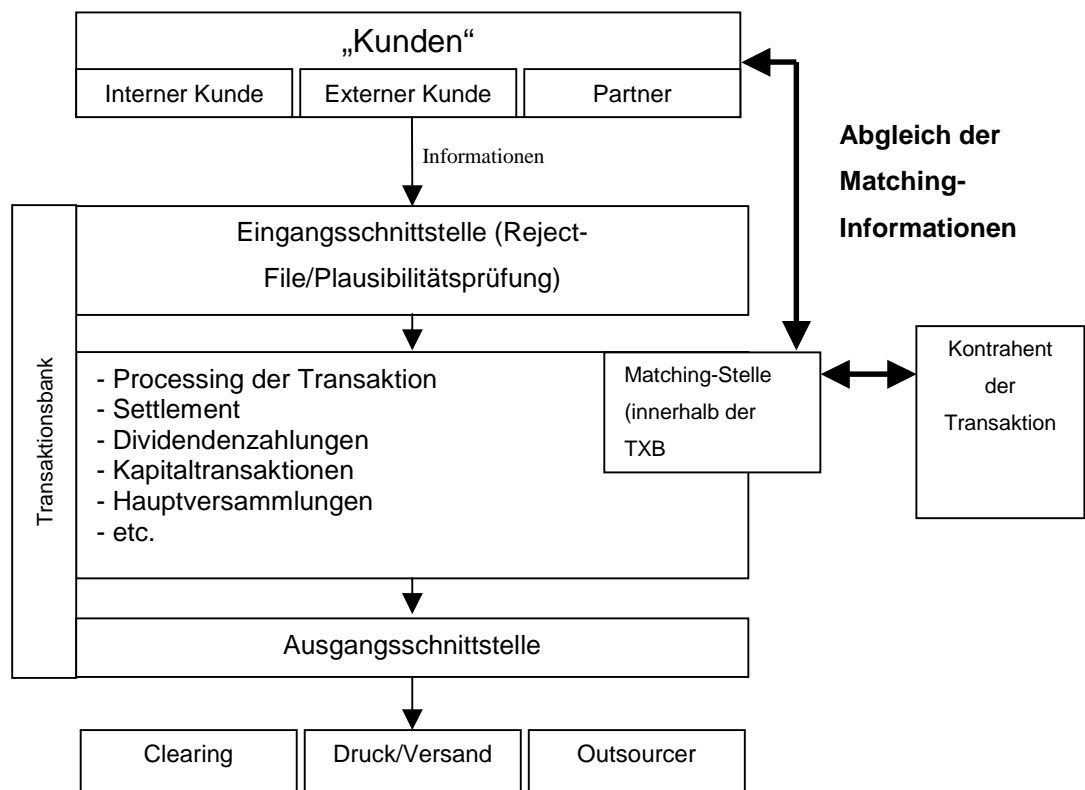 „Kunden“
Interner Kunde
Externer Kunde
Partner
Informationen
Abgleich der
Matching-
Informationen
Transaktionsbank
Eingangsschnittstelle (Reject-
File/Plausibilitätsprüfung)
- Processing der Transaktion
- Settlement
- Dividendenzahlungen
- Kapitaltransaktionen
- Hauptversammlungen
- etc.
Matching-Stelle
(innerhalb der
TXB
Kontrahent
der
Transaktion
Ausgangsschnittstelle
Clearing
Druck/Versand
Outsourcer